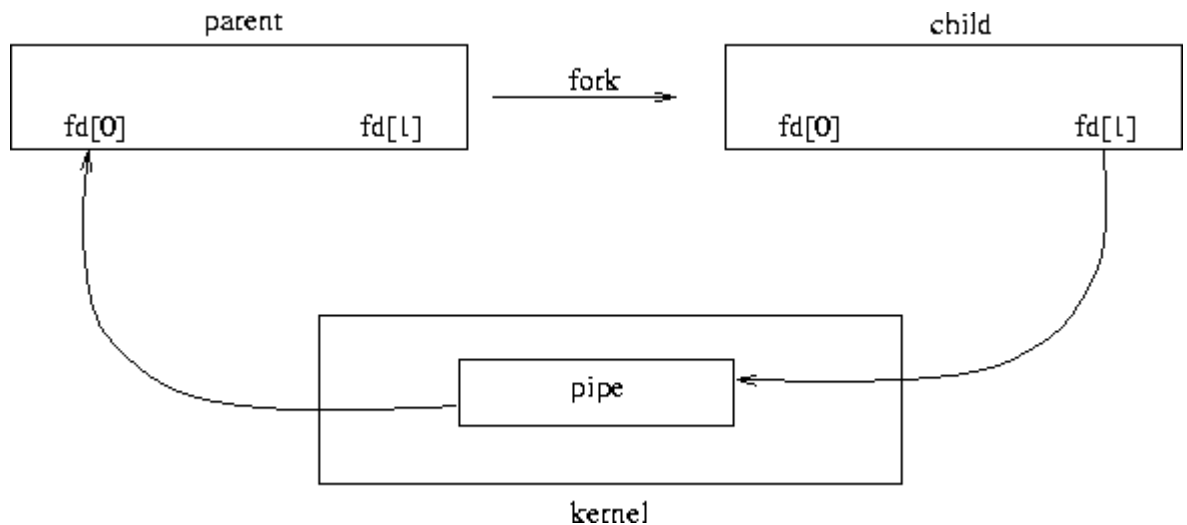 parent
child
fork
fd[0]
fd[1]
fd[0]
fd[1]
pipe
kernel